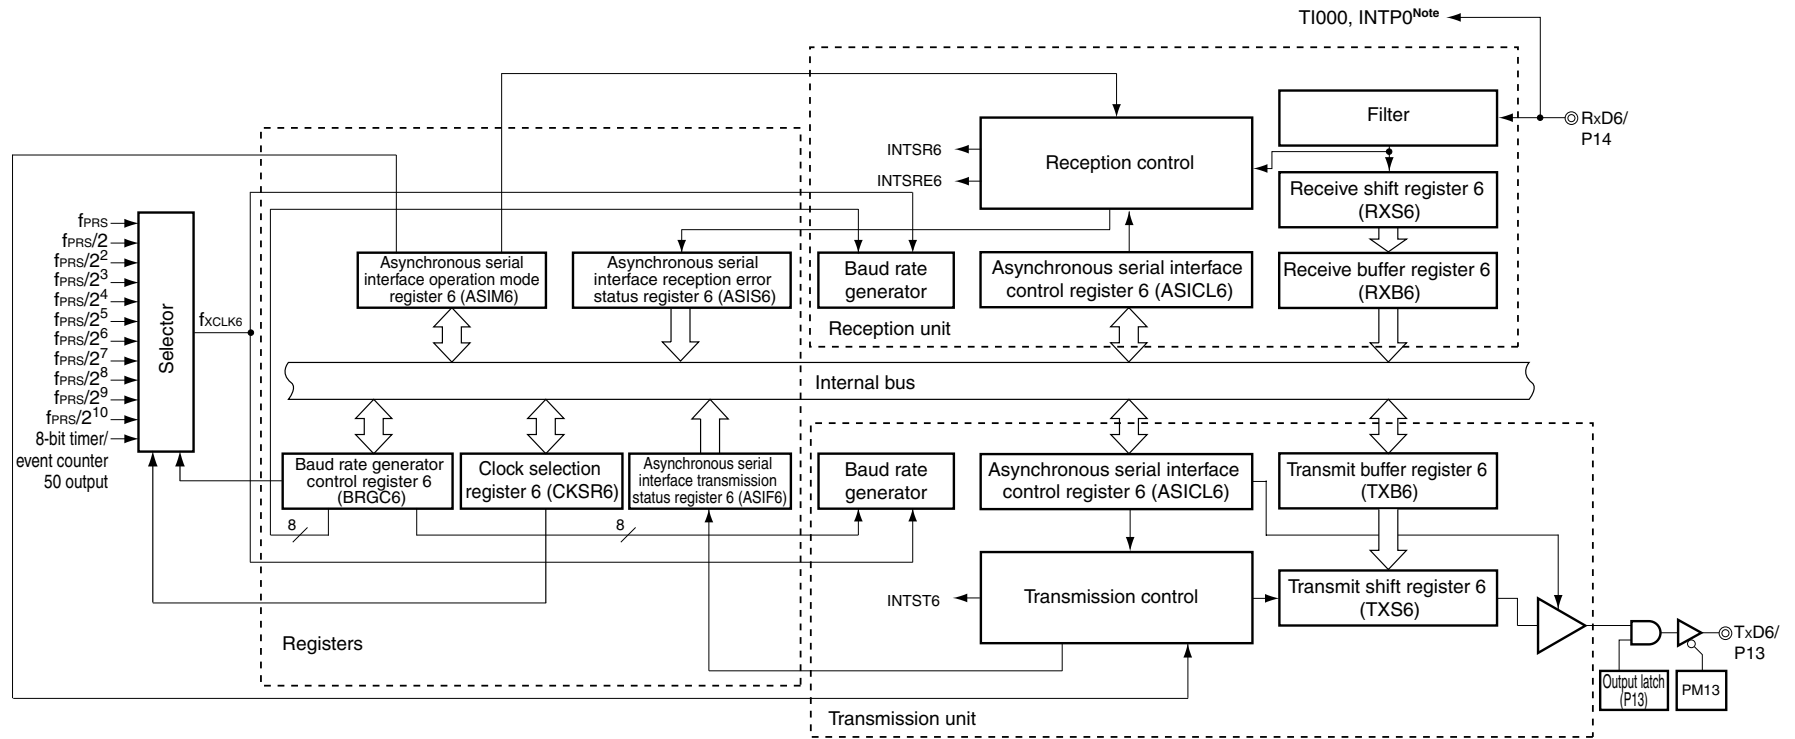 TI000, INTP0Note
Filter
RxD6/
P14
INTSR6
INTSRE6
Reception control
Receive shift register 6
(RXS6)
fPRS
fPRS/2
fPRS/2²
fPRS/2³
fPRS/2⁴
fPRS/2⁵
fPRS/2⁶
fPRS/2⁷
fPRS/2⁸
fPRS/2⁹
fPRS/2¹⁰
8-bit timer/
event counter
50 output
Selector
fXCLK6
Asynchronous serial
interface operation mode
register 6 (ASIM6)
Asynchronous serial
interface reception error
status register 6 (ASIS6)
Baud rate
generator
Asynchronous serial interface
control register 6 (ASICL6)
Receive buffer register 6
(RXB6)
Reception unit
Internal bus
Baud rate generator
control register 6
(BRGC6)
Clock selection
register 6 (CKSR6)
Asynchronous serial
interface transmission
status register 6 (ASIF6)
Baud rate
generator
Asynchronous serial interface
control register 6 (ASICL6)
Transmit buffer register 6
(TXB6)
8
8
INTST6
Transmission control
Transmit shift register 6
(TXS6)
Registers
TxD6/
P13
Output latch
(P13)
PM13
Transmission unit